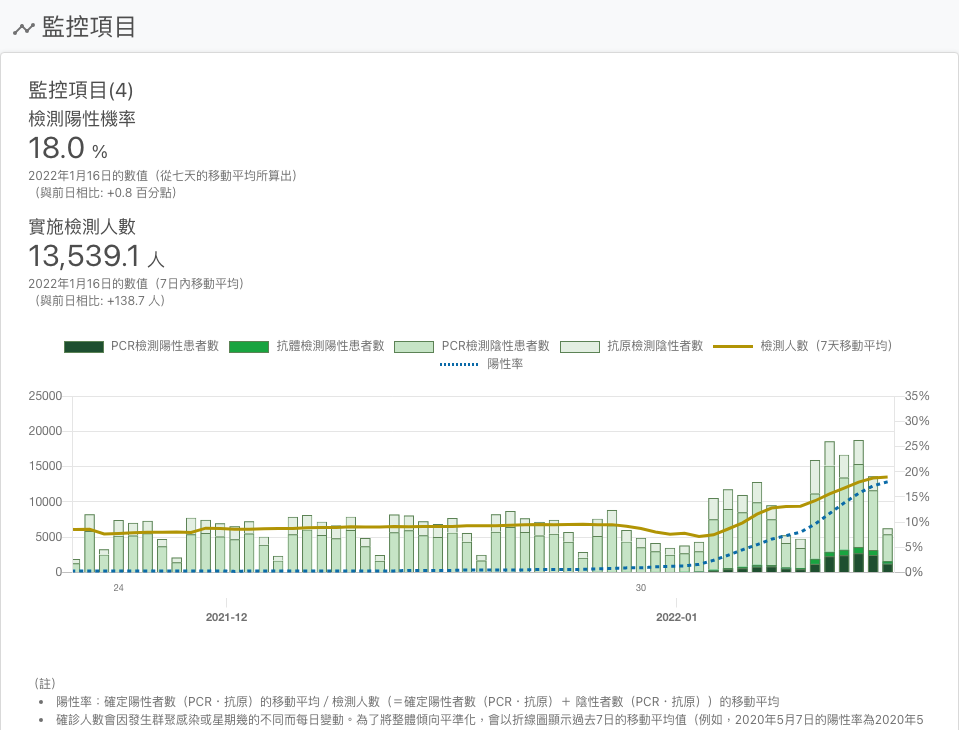 監控項目
監控項目(4)
檢測陽性機率
18.0 %
2022年1月16日的數值（從七天的移動平均所算出）
（與前日相比: +0.8 百分點）
實施檢測人數
13,539.1 人
2022年1月16日的數值（7日內移動平均）
（與前日相比: +138.7 人）
PCR檢測陽性患者數 抗體檢測陽性患者數 PCR檢測陰性患者數 抗原檢測陰性者數 檢測人數（7天移動平均）
陽性率
25000 35%
30%
20000
25%
15000 20%
15%
10000
10%
5000
5%
0 0%
24 30
2021-12 2022-01
（註）
• 陽性率：確定陽性者數（PCR・抗原）的移動平均 / 檢測人數（＝確定陽性者數（PCR・抗原）＋ 陰性者數（PCR・抗原））的移動平均
• 確診人數會因發生群聚感染或星期幾的不同而每日變動。為了將整體傾向平準化，會以折線圖顯示過去7日的移動平均值（例如，2020年5月7日的陽性率為2020年5